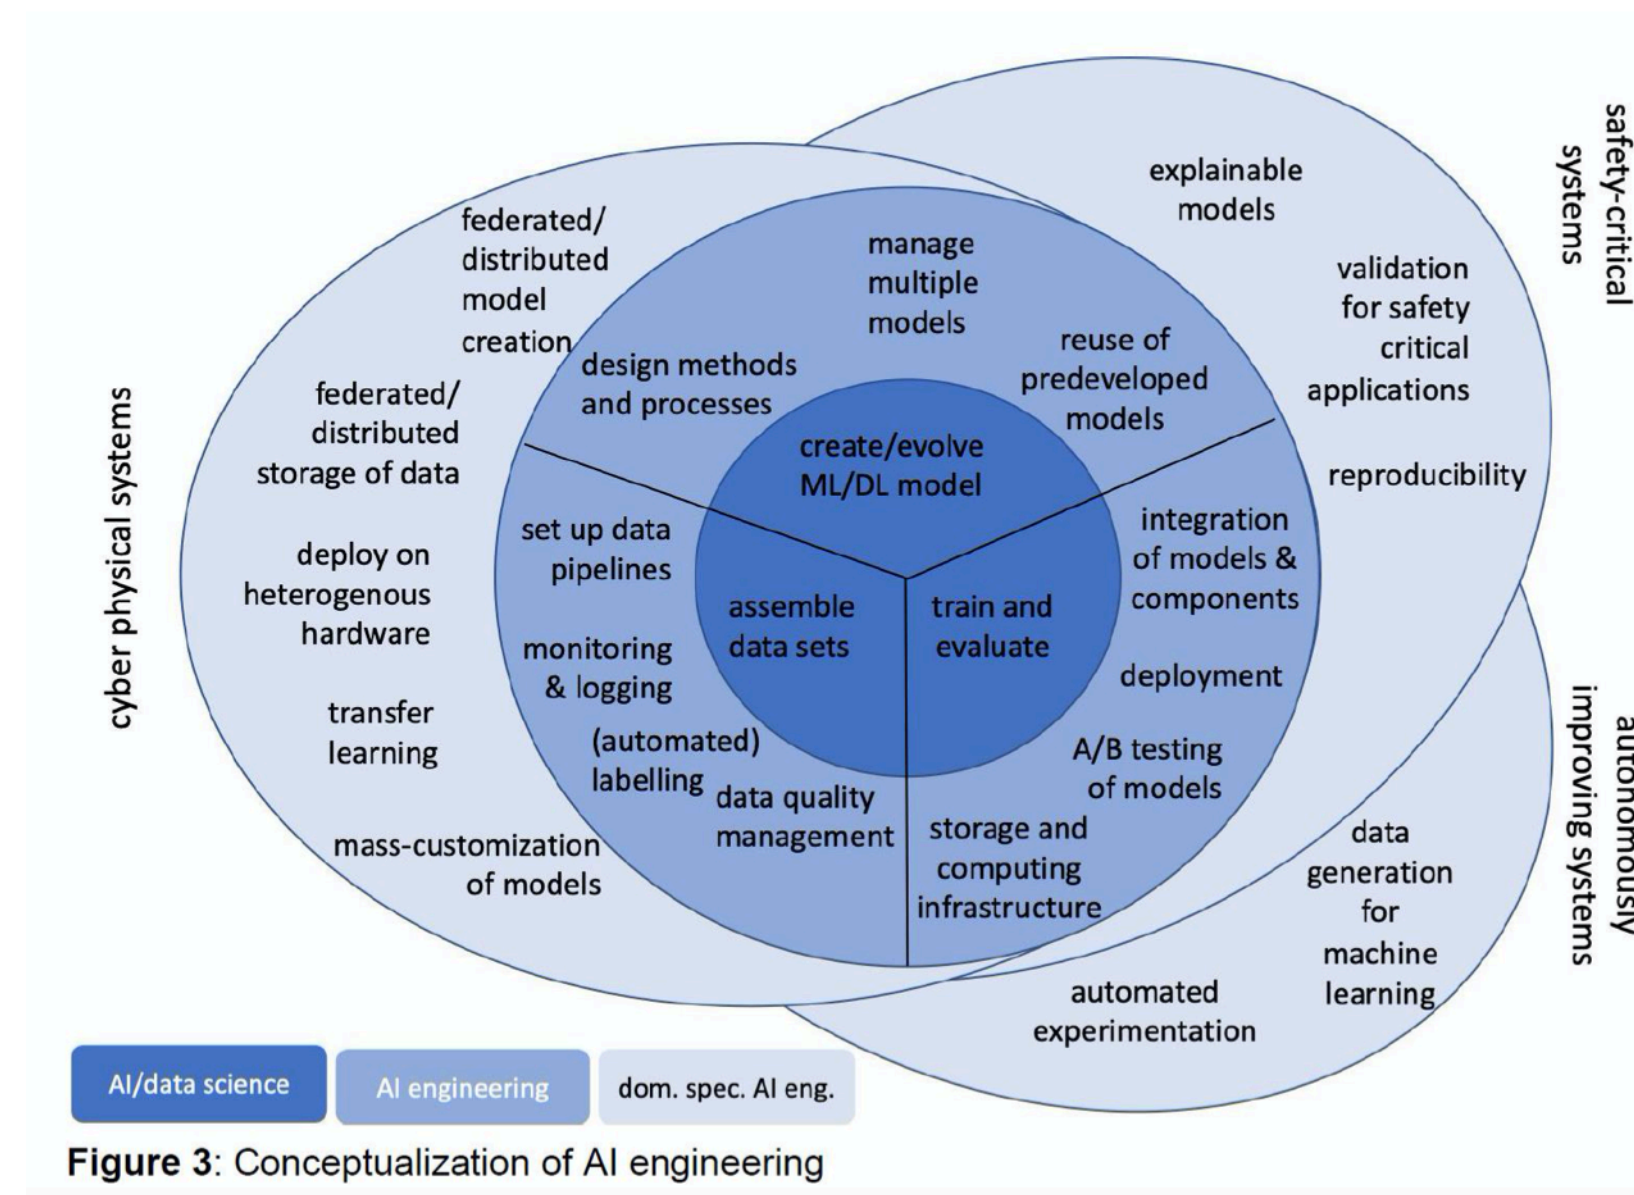 safety-critical
systems
explainable
models
validation
for safety
critical
applications
reproducibility
federated/
distributed
model
creation
federated/
distributed
storage of data
deploy on
heterogenous
hardware
transfer
learning
mass-customization
of models
cyber physical systems
manage
multiple
models
design methods
and processes
reuse of
predeveloped
models
create/evolve
ML/DL model
set up data
pipelines
monitoring
& logging
(automated)
labelling
data quality
management
assemble
data sets
train and
evaluate
integration
of models &
components
deployment
A/B testing
of models
storage and
computing
infrastructure
autonomously
improving systems
data
generation
for
machine
learning
automated
experimentation
AI/data science
AI engineering
dom. spec. AI eng.
Figure 3: Conceptualization of AI engineering